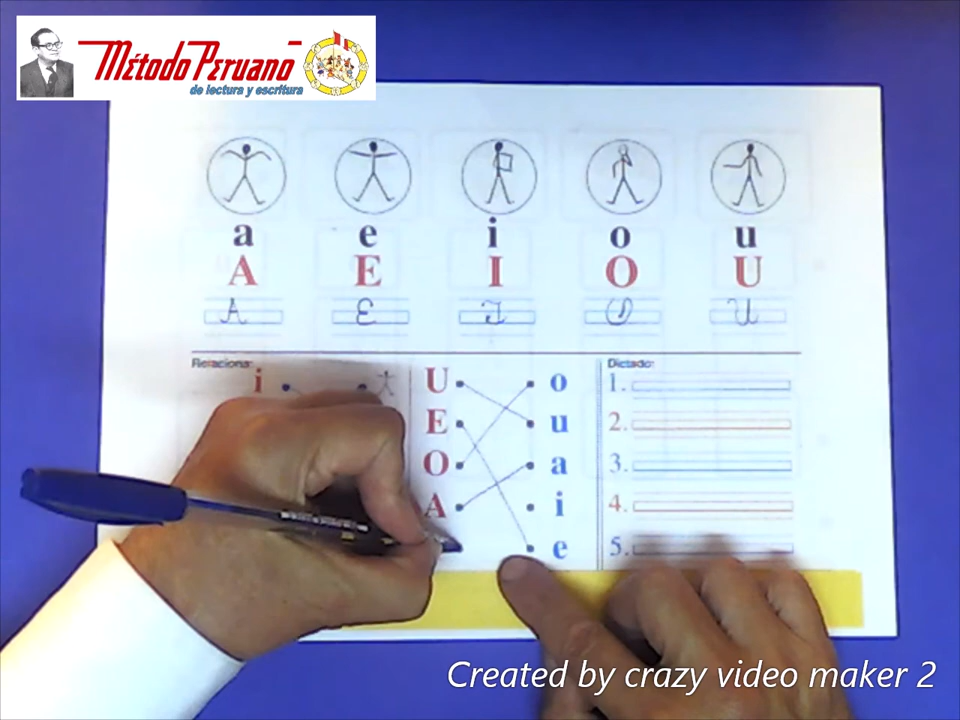 Método Peruano
de lectura y escritura
a e i o u
A E I O U
A E I O U
Relaciona:
Dictado:
i
U o
E u
O a
A i
e
1.
2.
3.
4.
5.
Created by crazy video maker 2